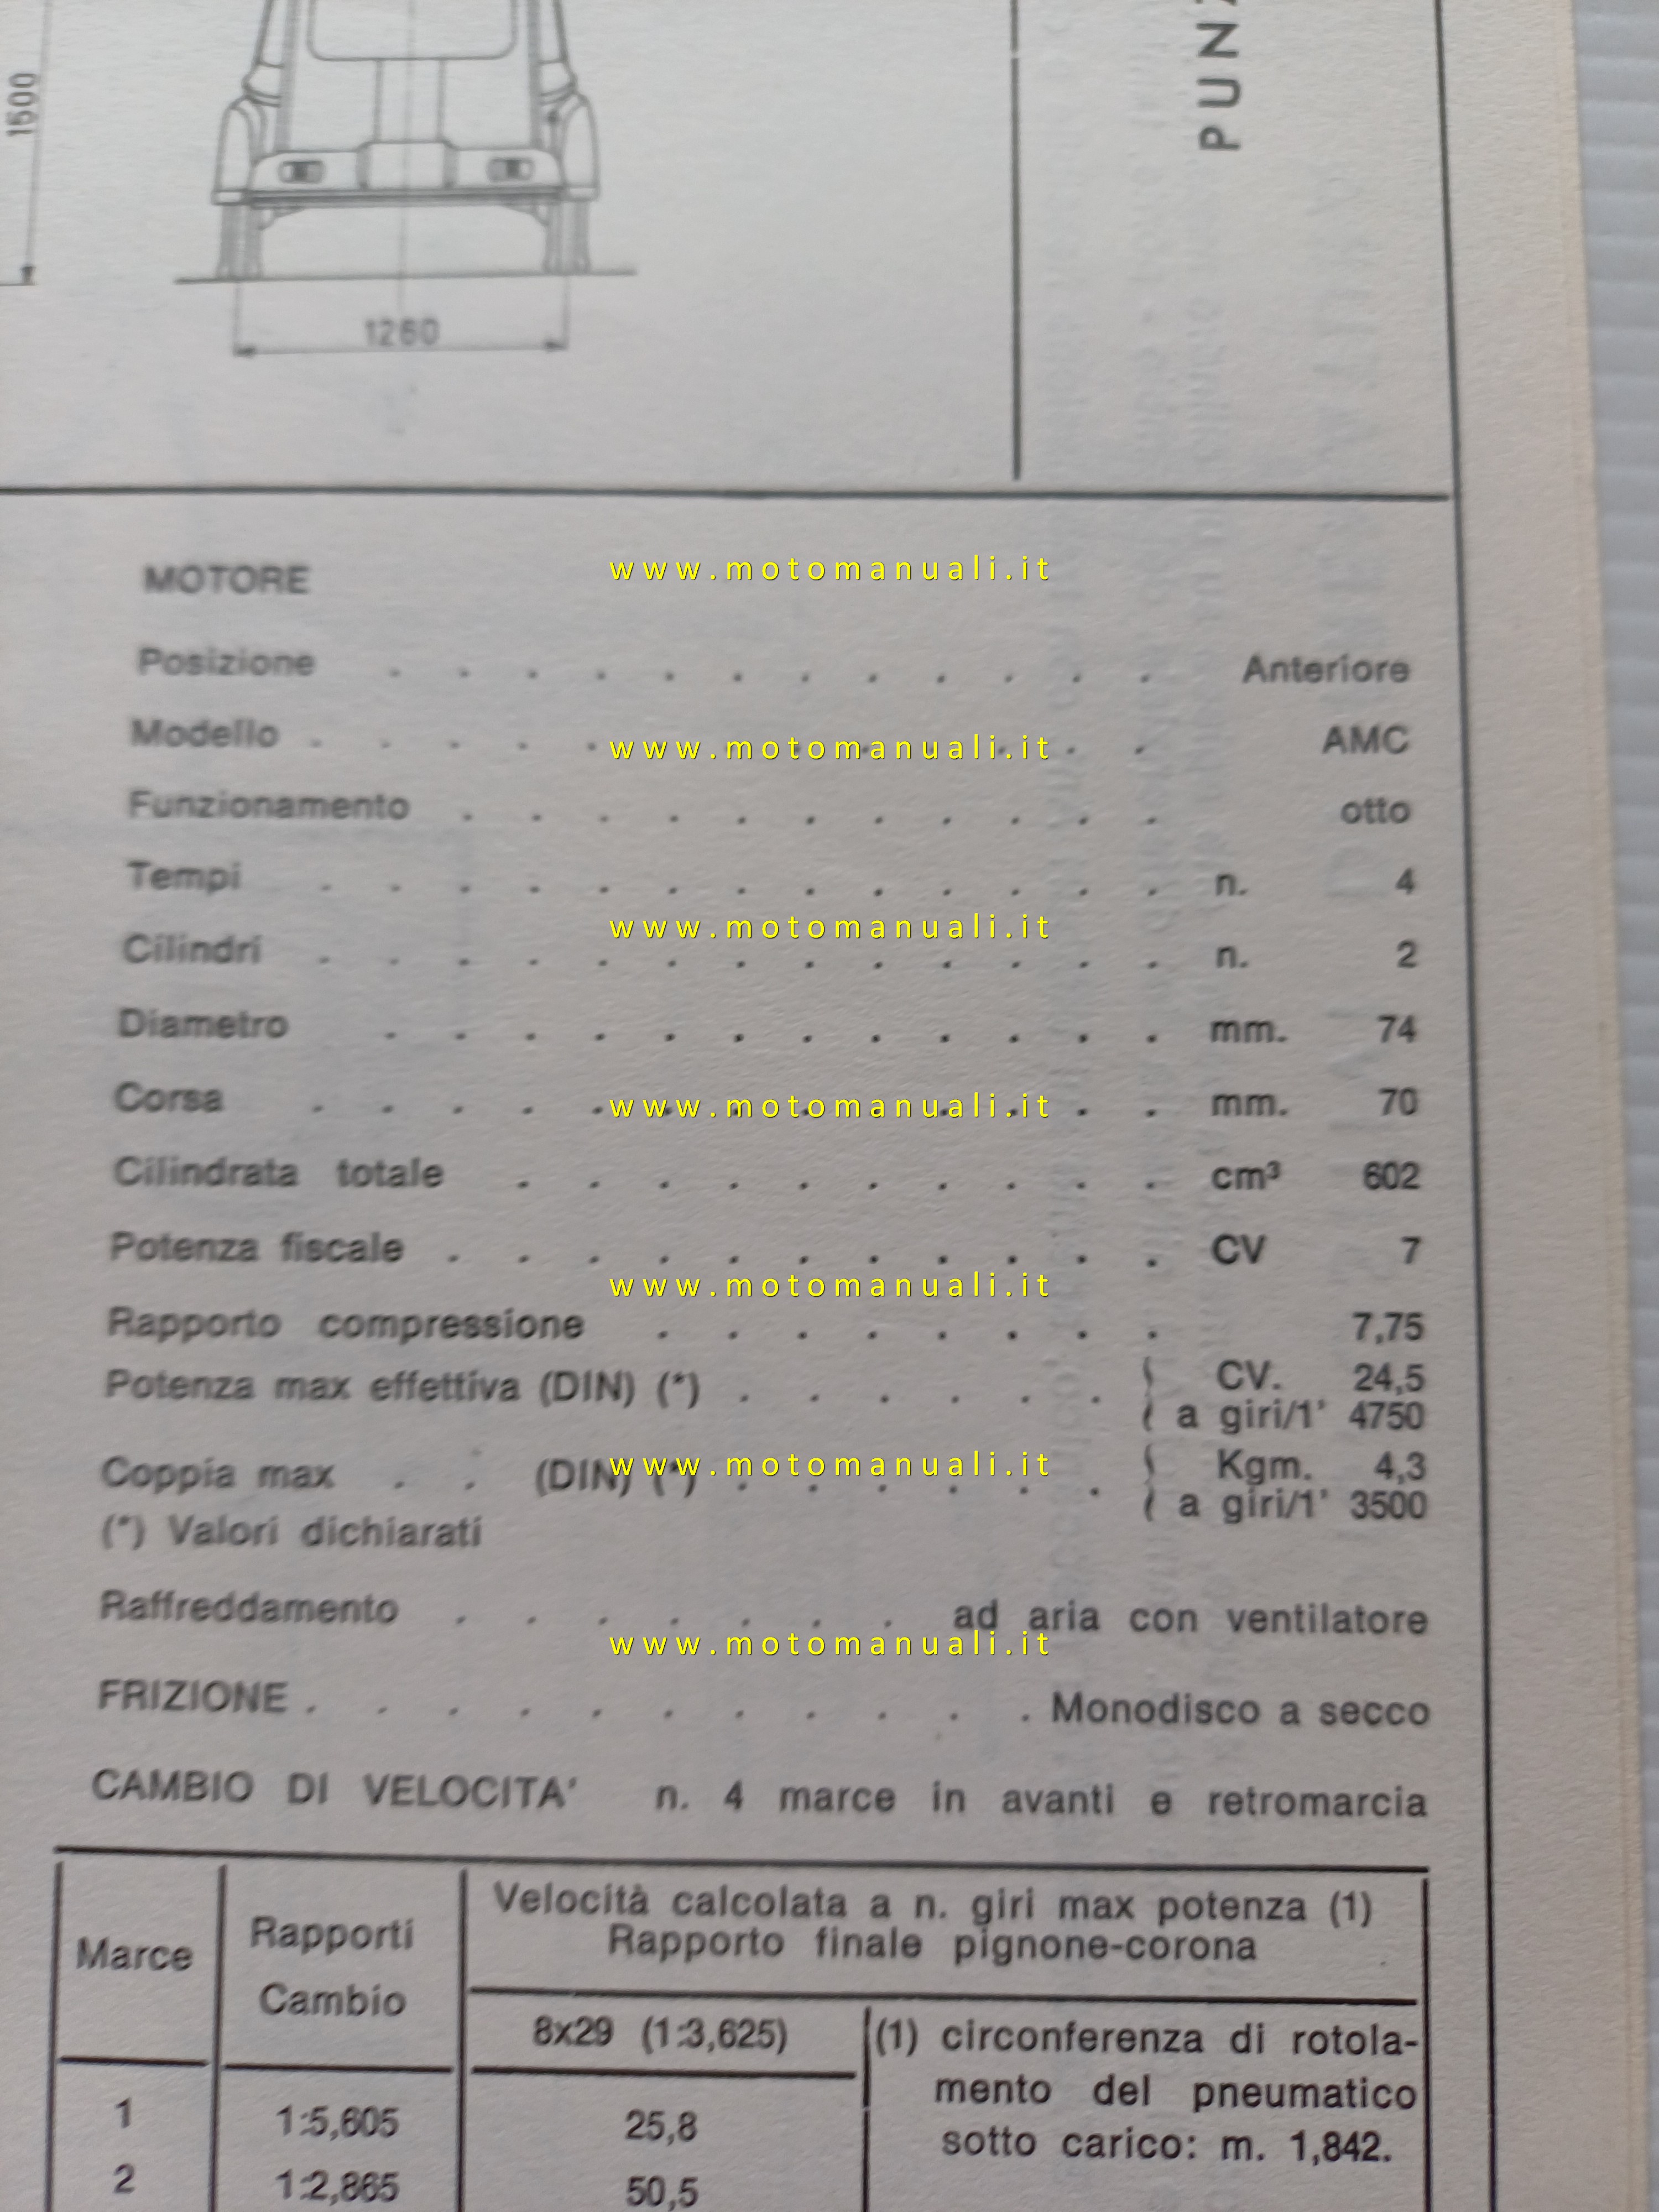 1500
PUN
1260
MOTORE
www.motomanuali.it
Posizione . . . . . . . . . . . . Anteriore
Modello . . . . . . . AMC
www.motomanuali.it
Funzionamento . . . . . . . . . . . otto
Tempi . . . . . . . . . . . . . n. 4
www.motomanuali.it
Cilindri . . . . . . . . . . . . . n. 2
Diametro . . . . . . . . . . . . mm. 74
Corsa . . . . . . . mm. 70
www.motomanuali.it
Cilindrata totale . . . . . . . . . . cm³ 602
Potenza fiscale . . . . . . . . . . . CV 7
www.motomanuali.it
Rapporto compressione . . . . . . . . 7,75
Potenza max effettiva (DIN) (*) . . . . . . CV. 24,5
a giri/1' 4750
Coppia max . . (DIN) (*) . . . . . . Kgm. 4,3
www.motomanuali.it
a giri/1' 3500
(*) Valori dichiarati
Raffreddamento . . . . . . . ad aria con ventilatore
www.motomanuali.it
FRIZIONE . . . . . . . . . . . Monodisco a secco
CAMBIO DI VELOCITA' n. 4 marce in avanti e retromarcia
Marce
Rapporti
Cambio
Velocità calcolata a n. giri max potenza (1)
Rapporto finale pignone-corona
8x29 (1:3,625)
(1) circonferenza di rotola-
mento del pneumatico
sotto carico: m. 1,842.
1 1:5,605 25,8
2 1:2,865 50,5